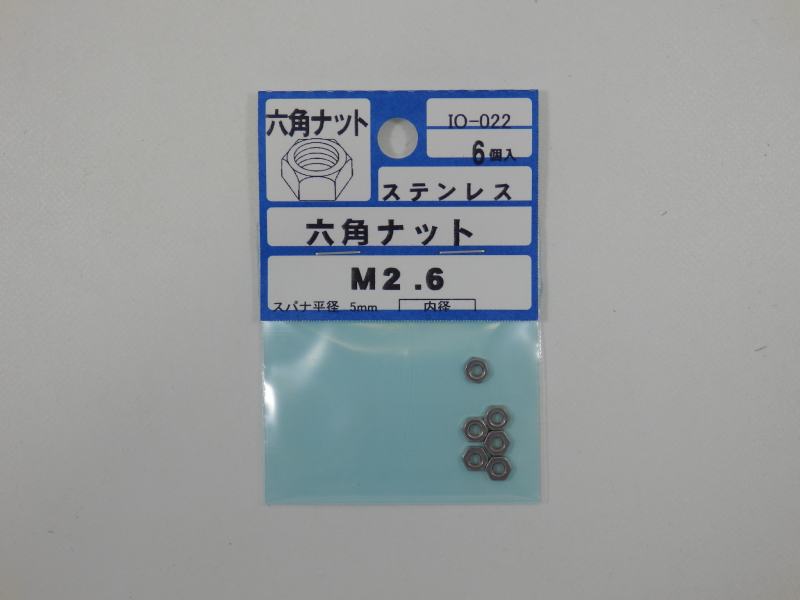 六角ナット
IO-022
6個入
ステンレス
六角ナット
M2.6
スパナ平径 5mm 内径